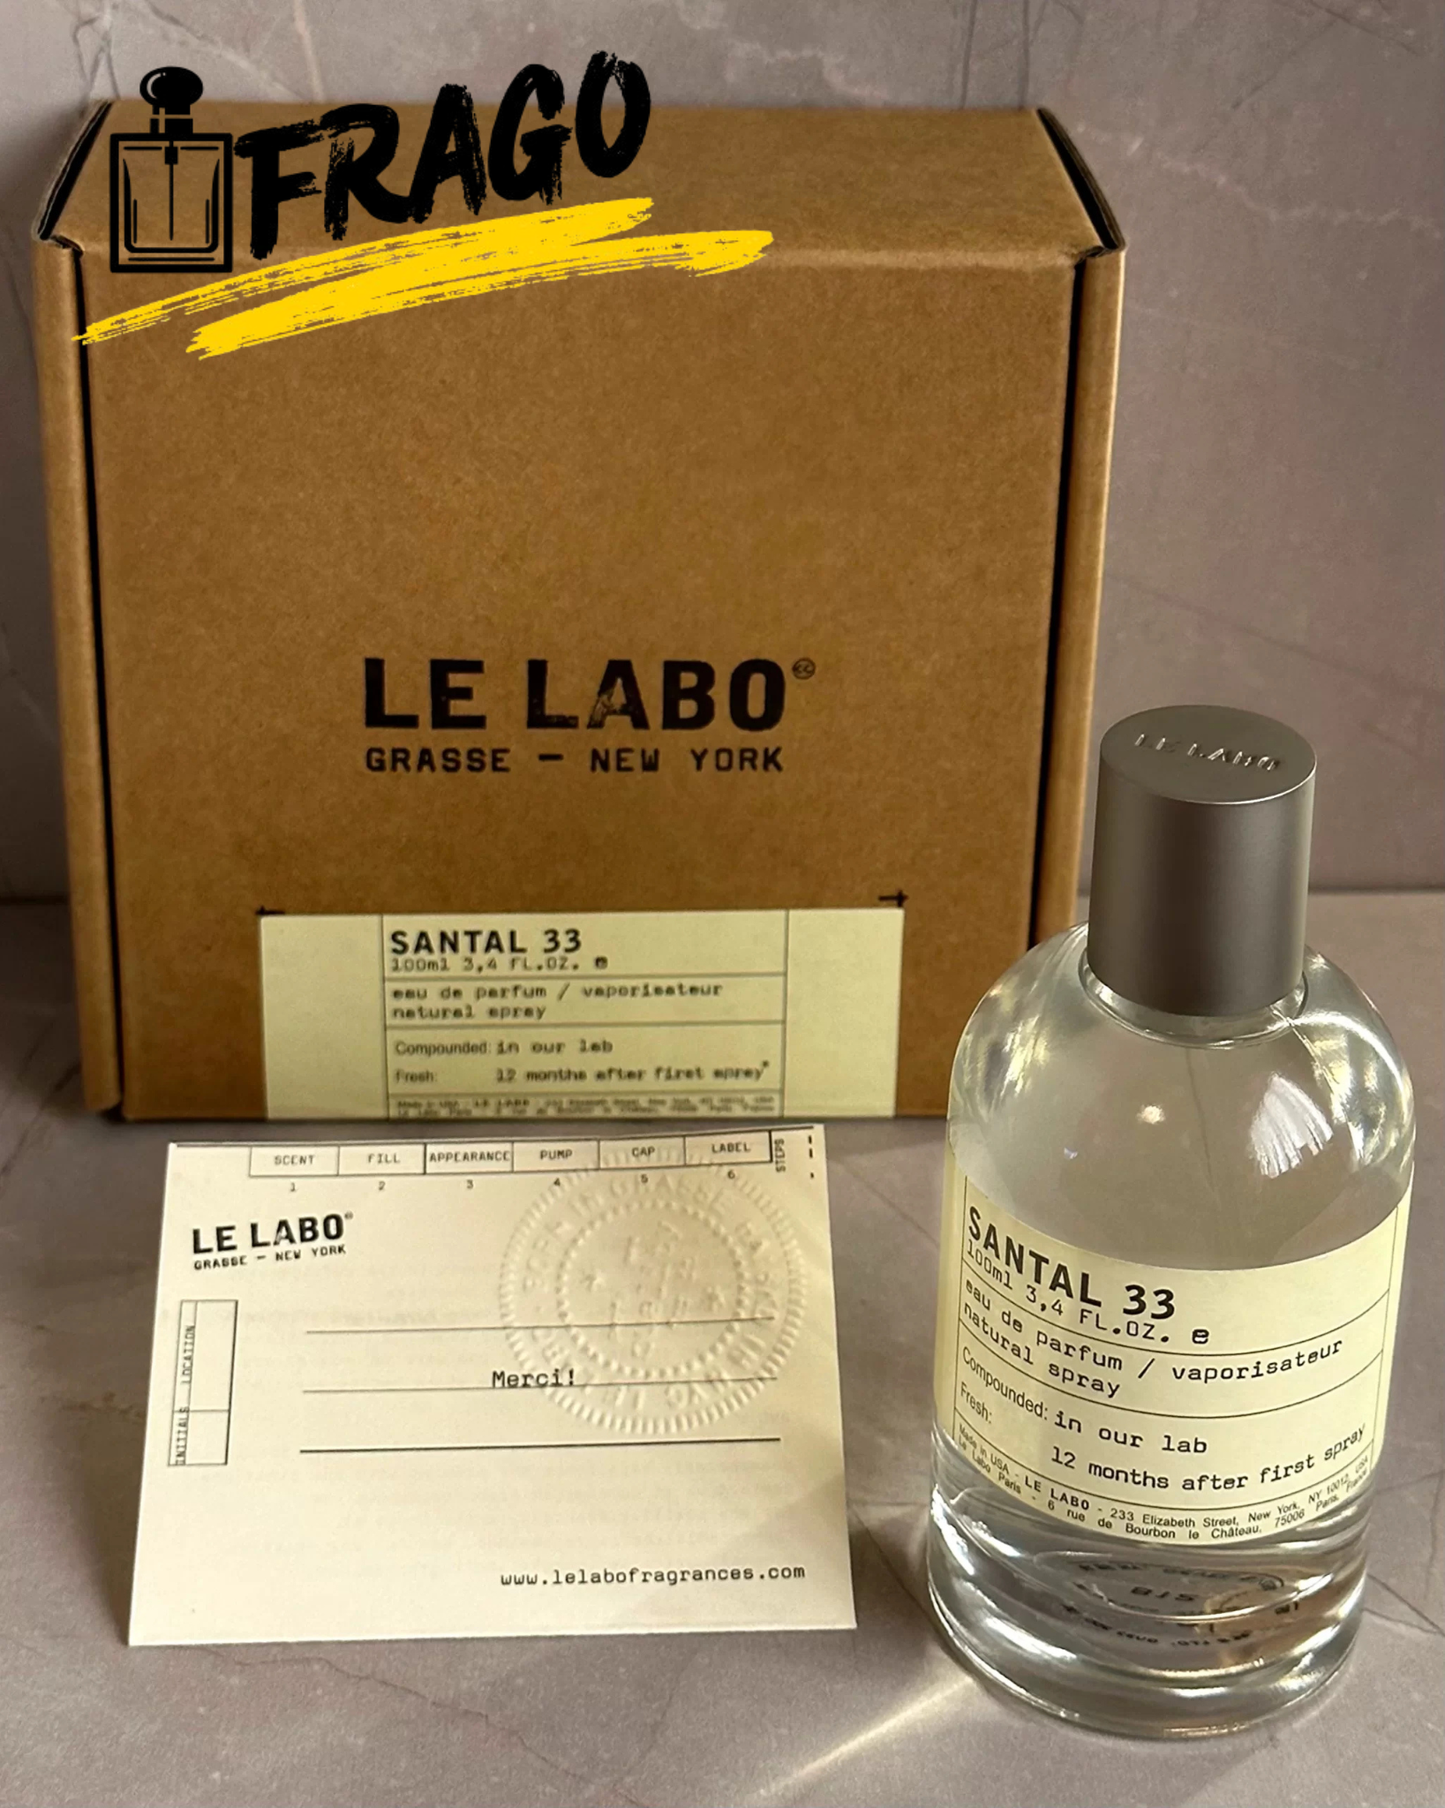 FRAGO
LE LABO
GRASSE — NEW YORK
SANTAL 33
100ml 3,4 FL.OZ. e
eau de parfum / vaporisateur
natural spray
Compounded: in our lab
Fresh: 12 months after first spray*
SCENT FILL APPEARANCE PUMP CAP LABEL STEPS
1 2 3 4 5 6
LE LABO
GRASSE — NEW YORK
INITIALS LOCATION
BORN IN GRASSE
Merci!
www.lelabofragrances.com
LE LABO
SANTAL 33
100ml 3,4 FL.OZ. e
eau de parfum / vaporisateur
natural spray
Compounded: in our lab
Fresh: 12 months after first spray
Made in USA - LE LABO - 233 Elizabeth Street, New York, NY 10012, USA
Le Labo Paris - 6 rue de Bourbon le Château, 75006 Paris, France